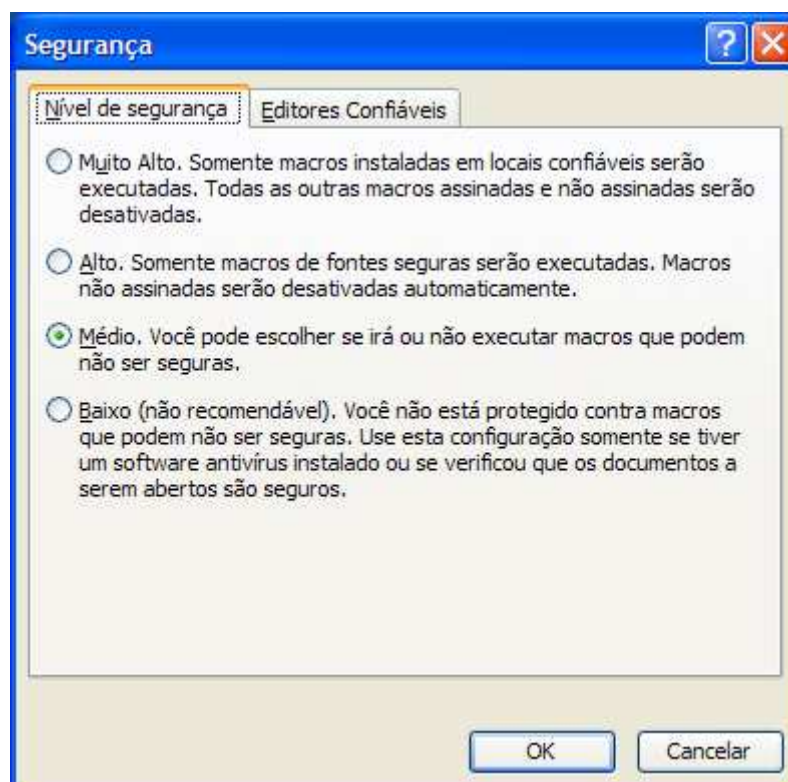 Segurança
Nível de segurança
Editores Confiáveis
Muito Alto. Somente macros instaladas em locais confiáveis serão
executadas. Todas as outras macros assinadas e não assinadas serão
desativadas.
Alto. Somente macros de fontes seguras serão executadas. Macros
não assinadas serão desativadas automaticamente.
Médio. Você pode escolher se irá ou não executar macros que podem
não ser seguras.
Baixo (não recomendável). Você não está protegido contra macros
que podem não ser seguras. Use esta configuração somente se tiver
um software antivírus instalado ou se verificou que os documentos a
serem abertos são seguros.
OK
Cancelar